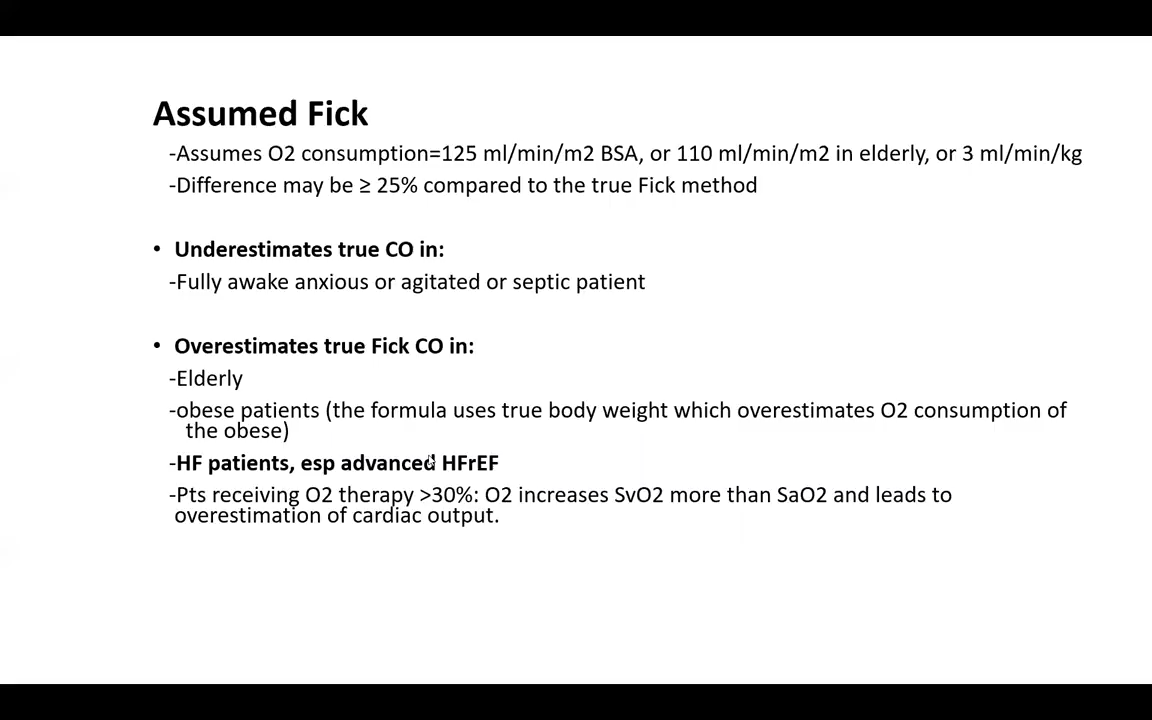 Assumed Fick
-Assumes O2 consumption=125 ml/min/m2 BSA, or 110 ml/min/m2 in elderly, or 3 ml/min/kg
-Difference may be ≥ 25% compared to the true Fick method
• Underestimates true CO in:
-Fully awake anxious or agitated or septic patient
• Overestimates true Fick CO in:
-Elderly
-obese patients (the formula uses true body weight which overestimates O2 consumption of
the obese)
-HF patients, esp advanced HFrEF
-Pts receiving O2 therapy >30%: O2 increases SvO2 more than SaO2 and leads to
overestimation of cardiac output.